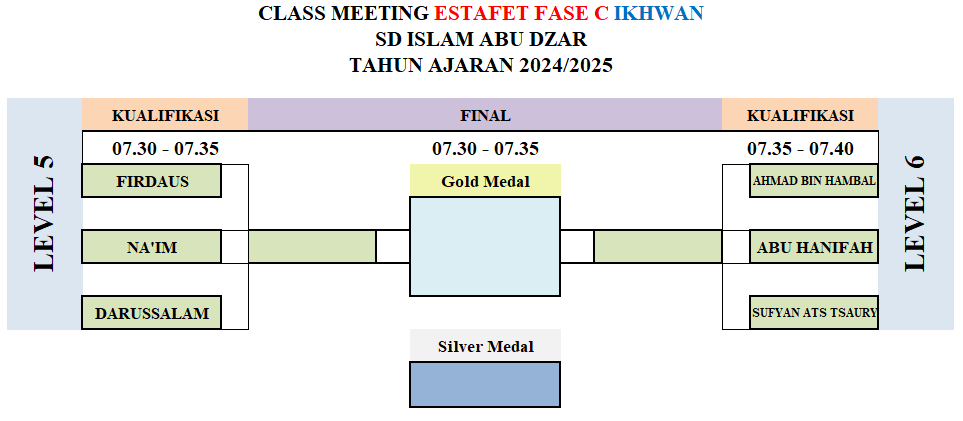 CLASS MEETING ESTAFET FASE C IKHWAN
SD ISLAM ABU DZAR
TAHUN AJARAN 2024/2025
KUALIFIKASI FINAL KUALIFIKASI
07.30 - 07.35 07.30 - 07.35 07.35 - 07.40
LEVEL 5
FIRDAUS
Gold Medal
AHMAD BIN HAMBAL
LEVEL 6
NA'IM
ABU HANIFAH
DARUSSALAM
SUFYAN ATS TSAURY
Silver Medal